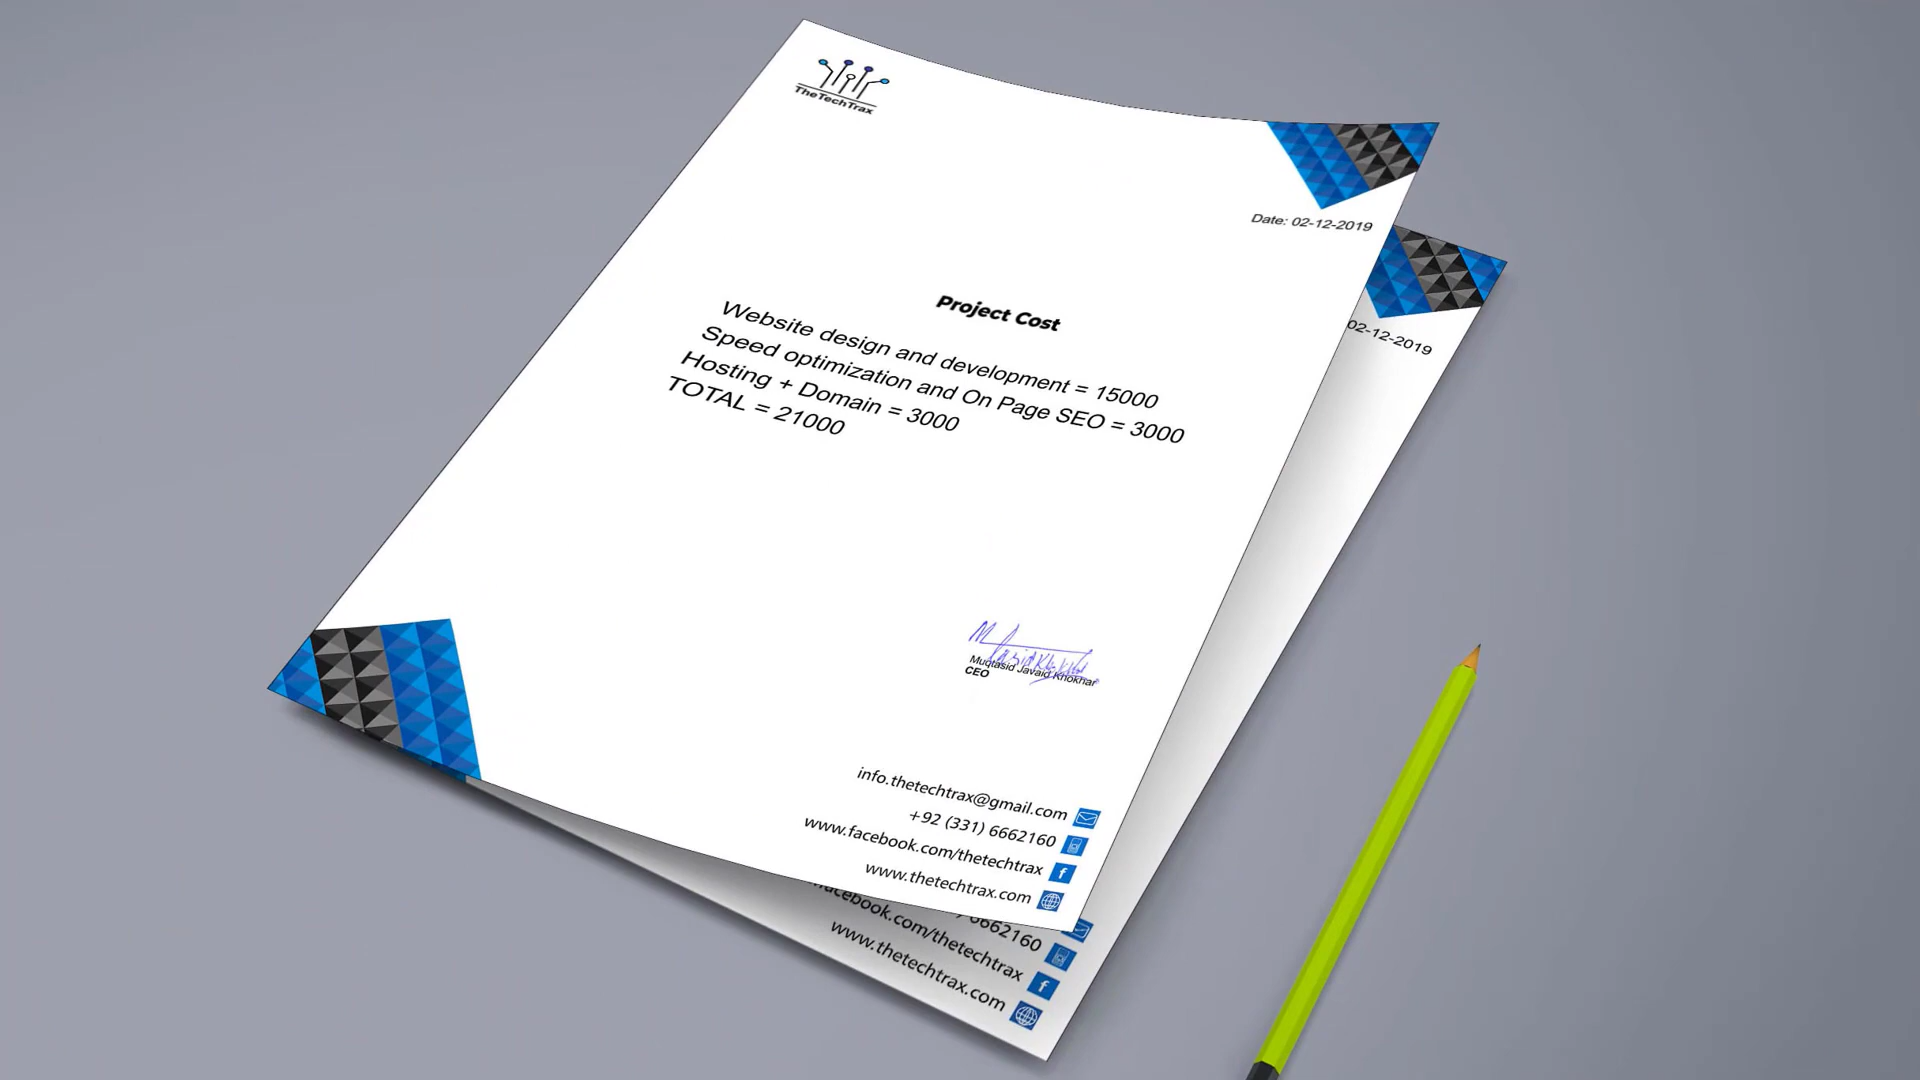 TheTechTrax
Date: 02-12-2019
Project Cost
Website design and development = 15000
Speed optimization and On Page SEO = 3000
Hosting + Domain = 3000
TOTAL = 21000
Muqtasid Javaid Khokhar
CEO
info.thetechtrax@gmail.com
+92 (331) 6662160
www.facebook.com/thetechtrax
www.thetechtrax.com
02-12-2019
6662160
facebook.com/thetechtrax
www.thetechtrax.com